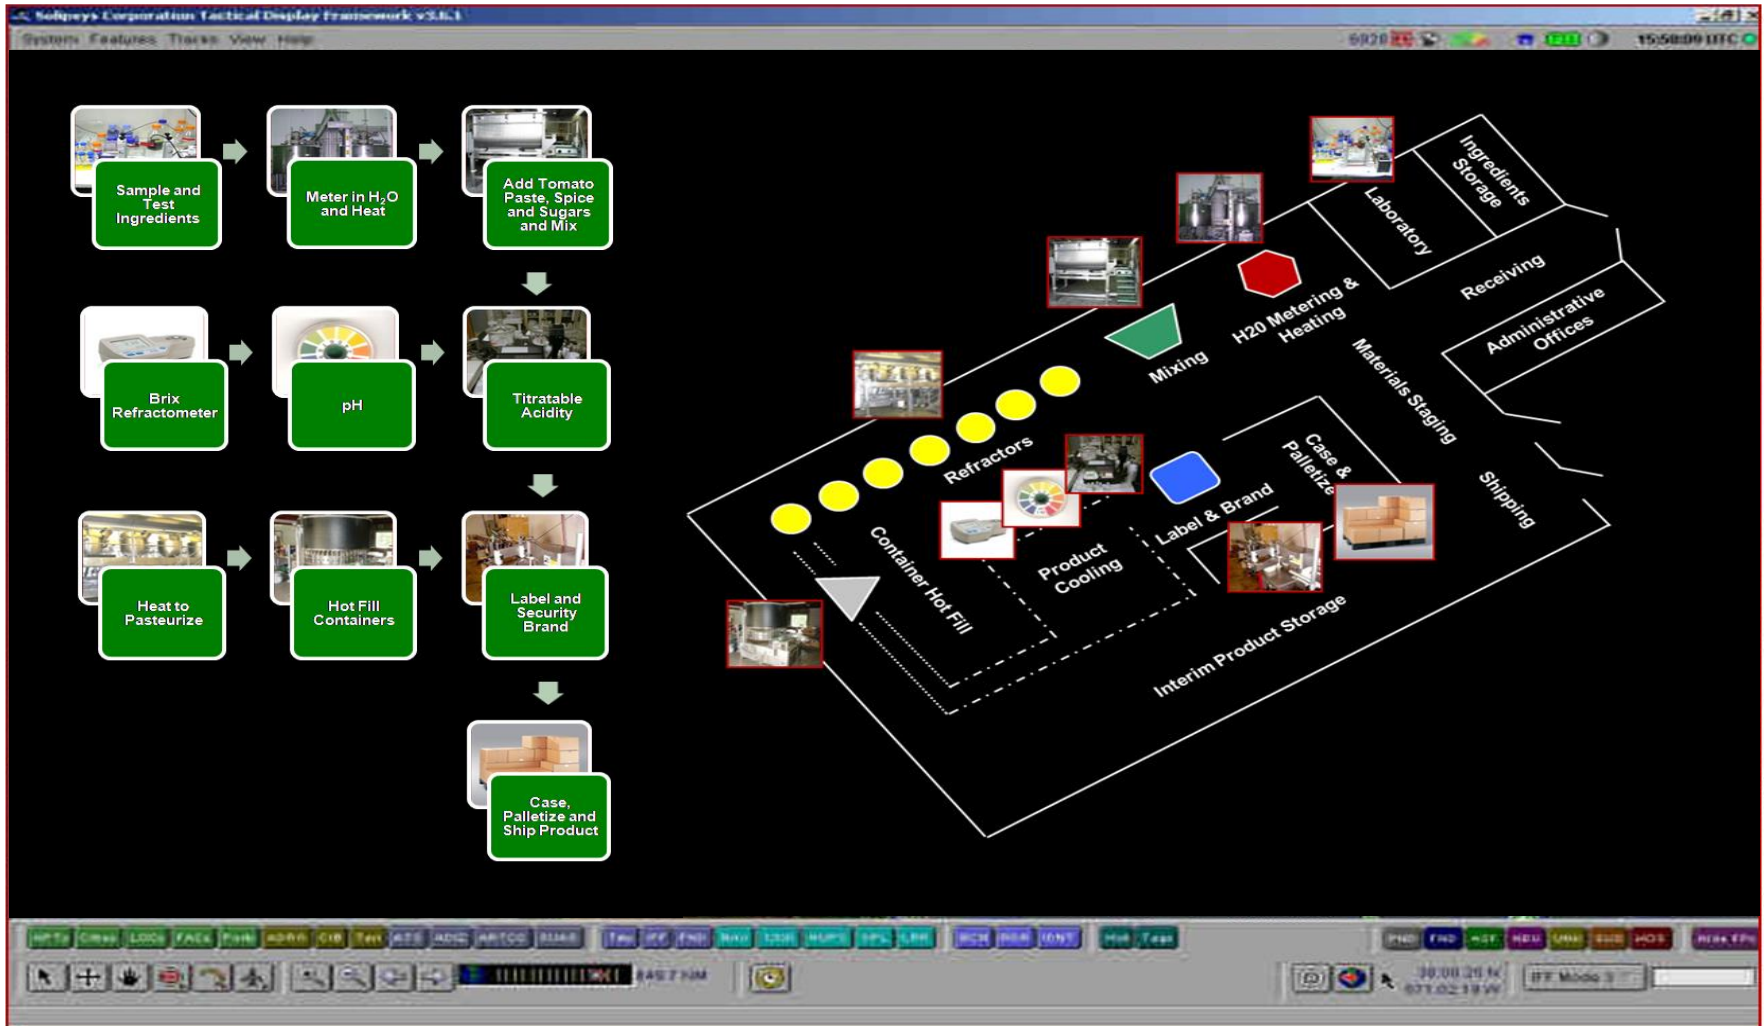 Solipsys Corporation Tactical Display Framework v3.6.1
System Features Tracks View Help
15:50:09 UTC
Sample and
Test
Ingredients
Meter in H₂O
and Heat
Add Tomato
Paste, Spice
and Sugars
and Mix
Brix
Refractometer
pH
Titratable
Acidity
Heat to
Pasteurize
Hot Fill
Containers
Label and
Security
Brand
Case,
Palletize and
Ship Product
Ingredients
Storage
Laboratory
Receiving
Administrative
Offices
H20 Metering &
Heating
Mixing
Materials Staging
Refractors
Case &
Palletize
Shipping
Label & Brand
Container Hot Fill
Product
Cooling
Interim Product Storage
IFF Mode 3